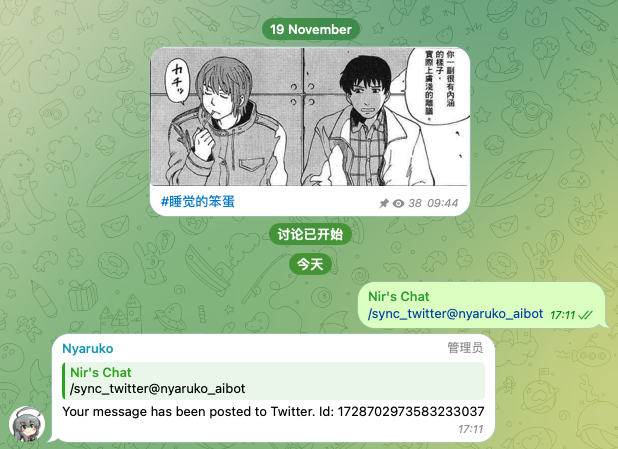 19 November
カチッ
你一副很有內涵
的樣子，
實際上膚淺的離譜。
#睡觉的笨蛋
38 09:44
讨论已开始
今天
Nir's Chat
/sync_twitter@nyaruko_aibot 17:11
Nyaruko 管理员
Nir's Chat
/sync_twitter@nyaruko_aibot
Your message has been posted to Twitter. Id: 1728702973583233037
17:11